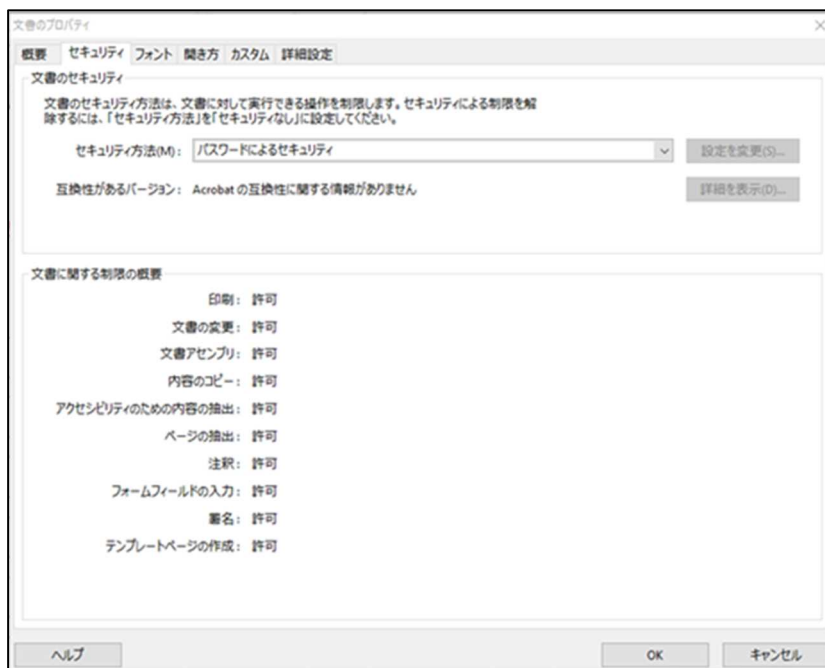 文書のプロパティ
概要 セキュリティ フォント 開き方 カスタム 詳細設定
文書のセキュリティ
文書のセキュリティ方法は、文書に対して実行できる操作を制限します。セキュリティによる制限を解
除するには、「セキュリティ方法」を「セキュリティなし」に設定してください。
セキュリティ方法(M): パスワードによるセキュリティ 設定を変更(S)...
互換性があるバージョン: Acrobat の互換性に関する情報がありません 詳細を表示(D)...
文書に関する制限の概要
印刷: 許可
文書の変更: 許可
文書アセンブリ: 許可
内容のコピー: 許可
アクセシビリティのための内容の抽出: 許可
ページの抽出: 許可
注釈: 許可
フォームフィールドの入力: 許可
署名: 許可
テンプレートページの作成: 許可
ヘルプ OK キャンセル